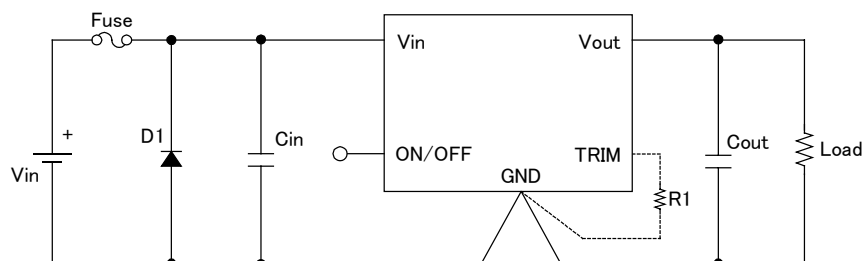 Fuse
Vin
Vout
+
D1
Cin
Cout
Load
Vin
ON/OFF
TRIM
GND
R1